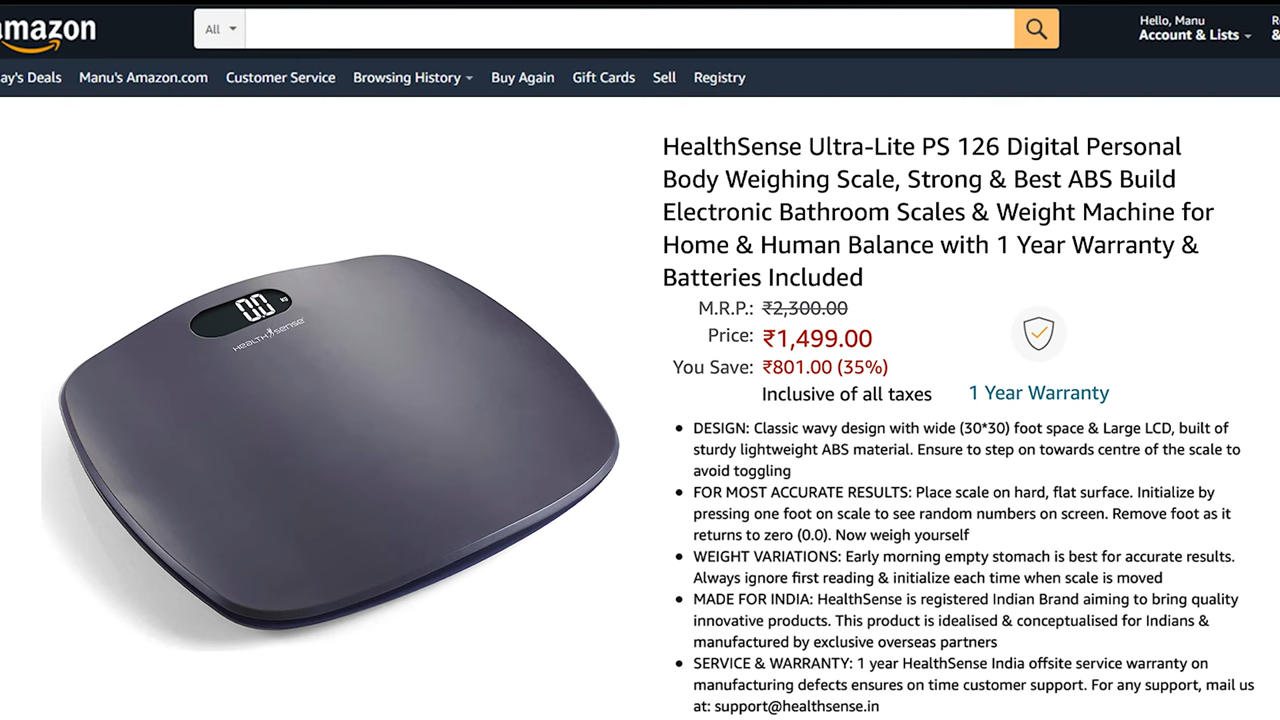 amazon
All
Hello, Manu
Account & Lists
ay's Deals Manu's Amazon.com Customer Service Browsing History Buy Again Gift Cards Sell Registry
HealthSense Ultra-Lite PS 126 Digital Personal
Body Weighing Scale, Strong & Best ABS Build
Electronic Bathroom Scales & Weight Machine for
Home & Human Balance with 1 Year Warranty &
Batteries Included
M.R.P.: ₹2,300.00
Price: ₹1,499.00
You Save: ₹801.00 (35%)
Inclusive of all taxes
1 Year Warranty
0.0 kg
HEALTH SENSE
• DESIGN: Classic wavy design with wide (30*30) foot space & Large LCD, built of
sturdy lightweight ABS material. Ensure to step on towards centre of the scale to
avoid toggling
• FOR MOST ACCURATE RESULTS: Place scale on hard, flat surface. Initialize by
pressing one foot on scale to see random numbers on screen. Remove foot as it
returns to zero (0.0). Now weigh yourself
• WEIGHT VARIATIONS: Early morning empty stomach is best for accurate results.
Always ignore first reading & initialize each time when scale is moved
• MADE FOR INDIA: HealthSense is registered Indian Brand aiming to bring quality
innovative products. This product is idealised & conceptualised for Indians &
manufactured by exclusive overseas partners
• SERVICE & WARRANTY: 1 year HealthSense India offsite service warranty on
manufacturing defects ensures on time customer support. For any support, mail us
at: support@healthsense.in